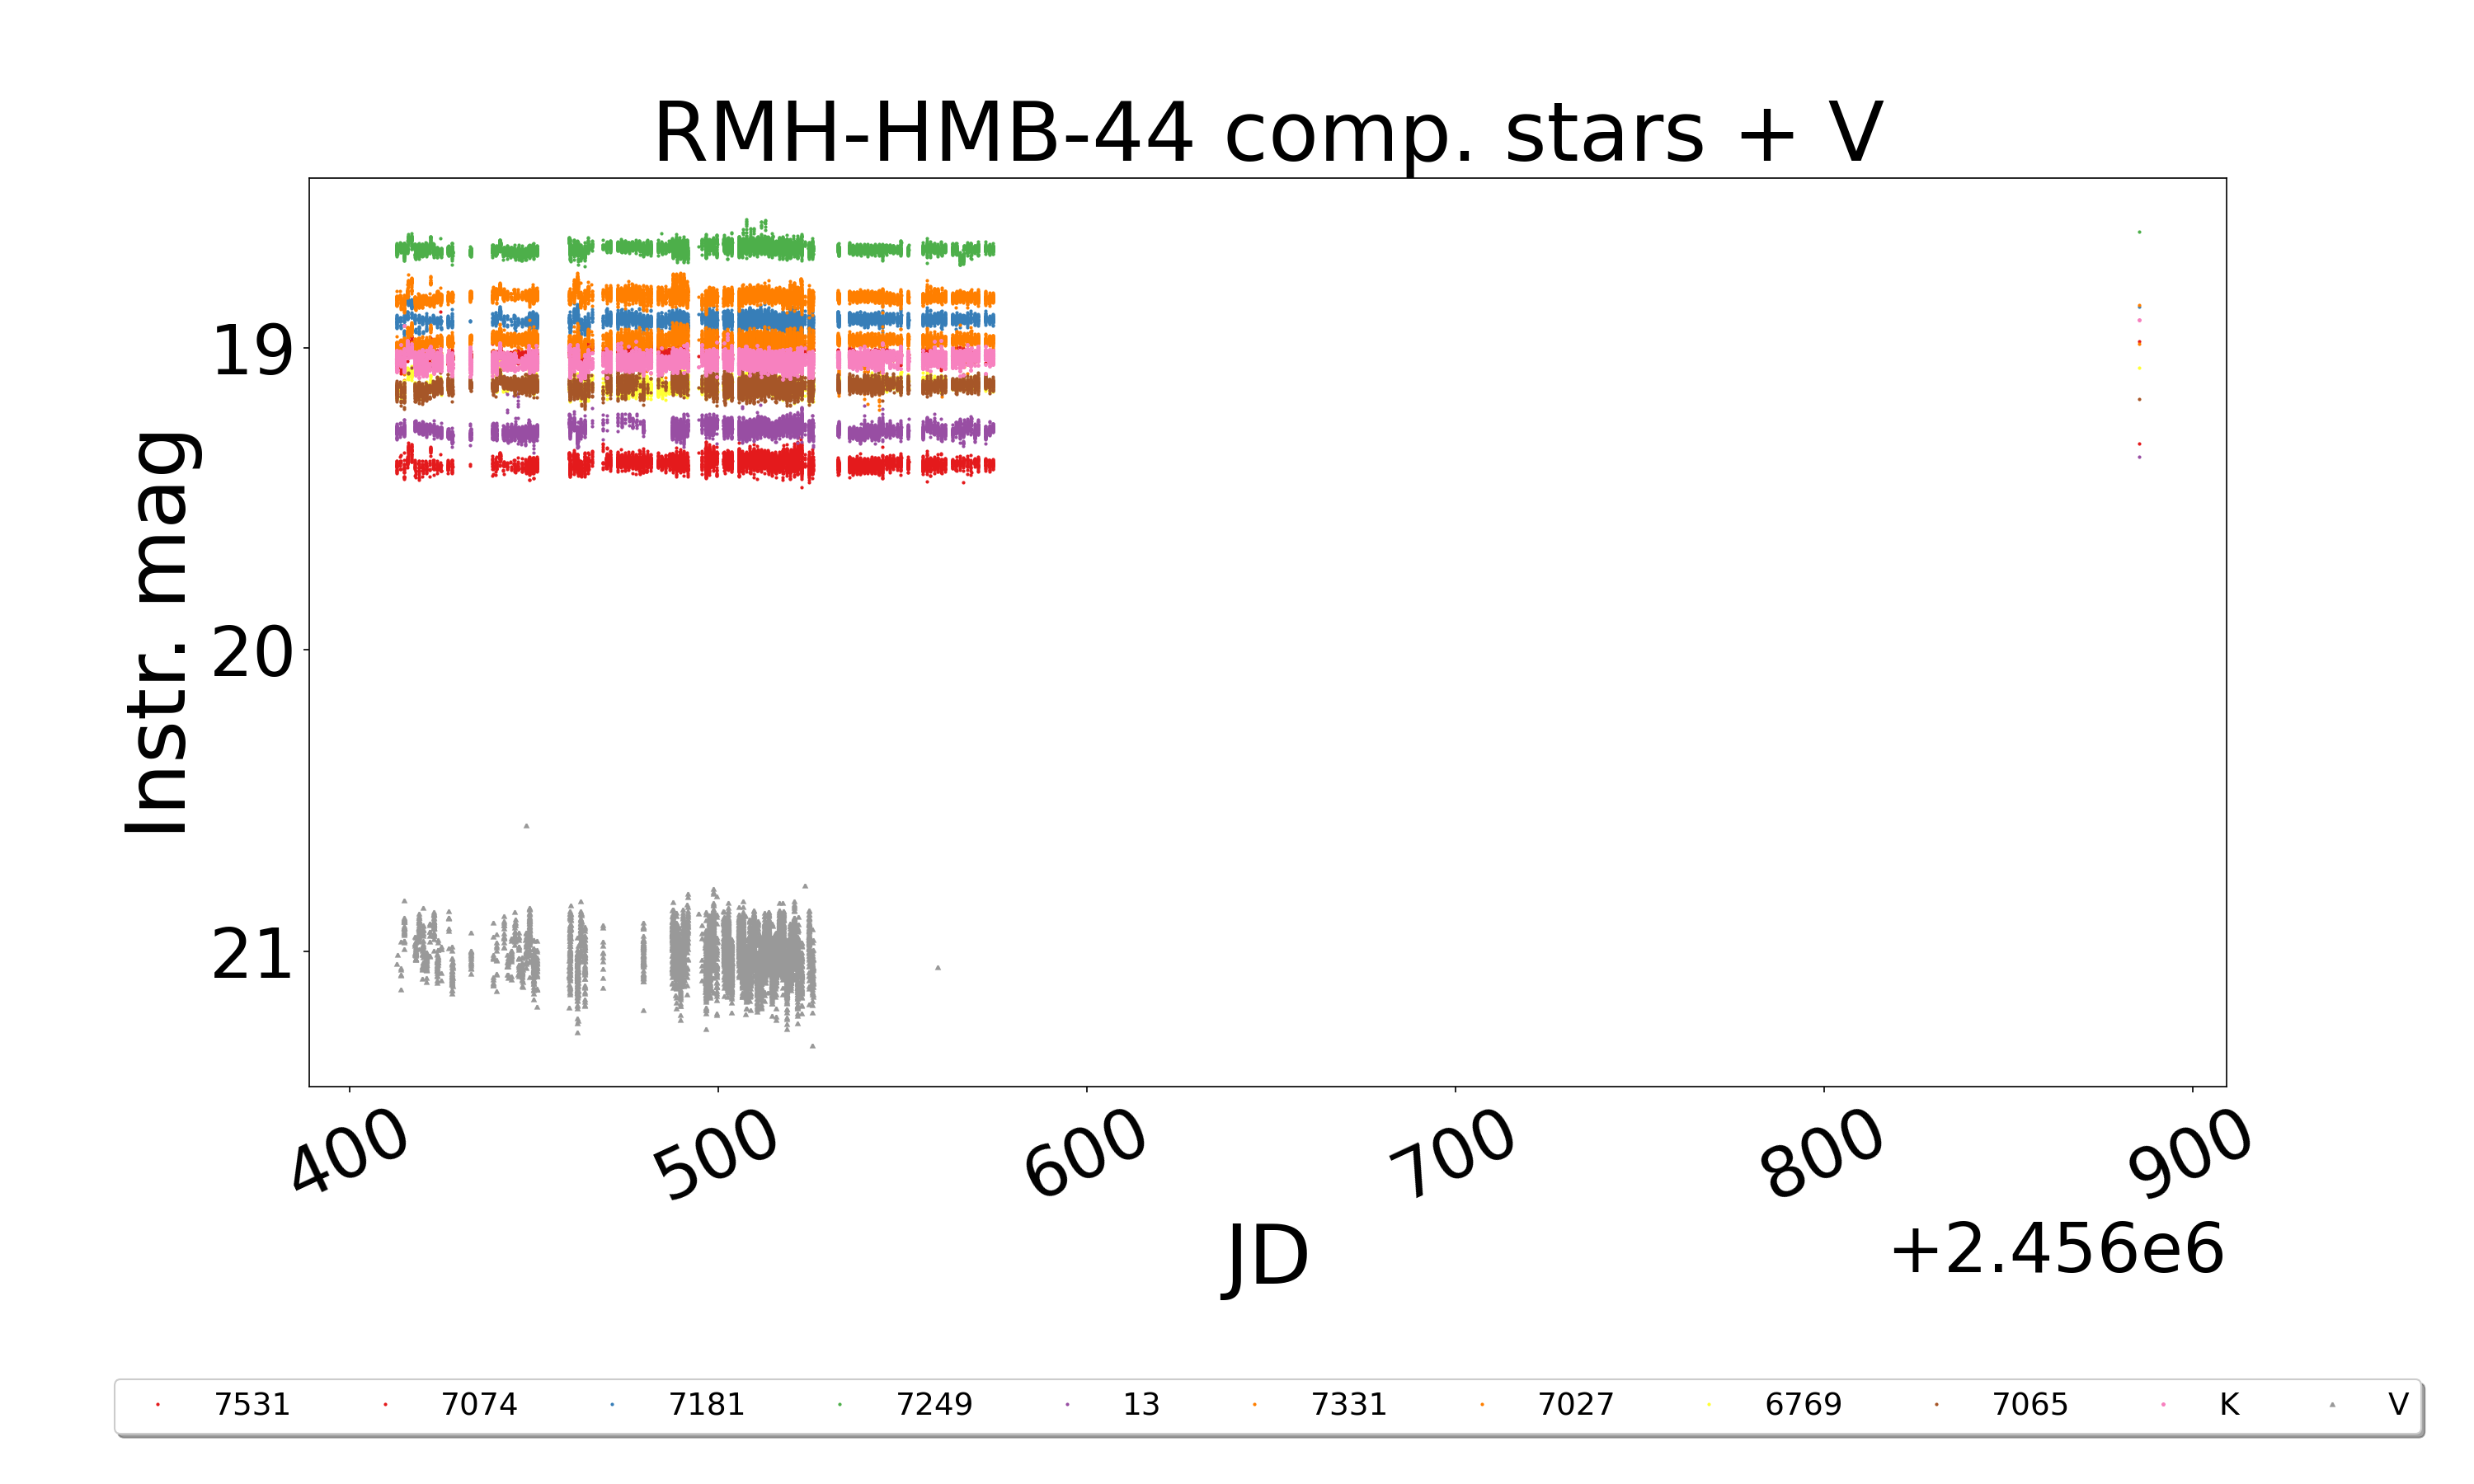 RMH-HMB-44 comp. stars + V
Instr. mag
19
20
21
400 500 600 700 800 900
JD
+2.456e6
7531 7074 7181 7249 13 7331 7027 6769 7065 K V